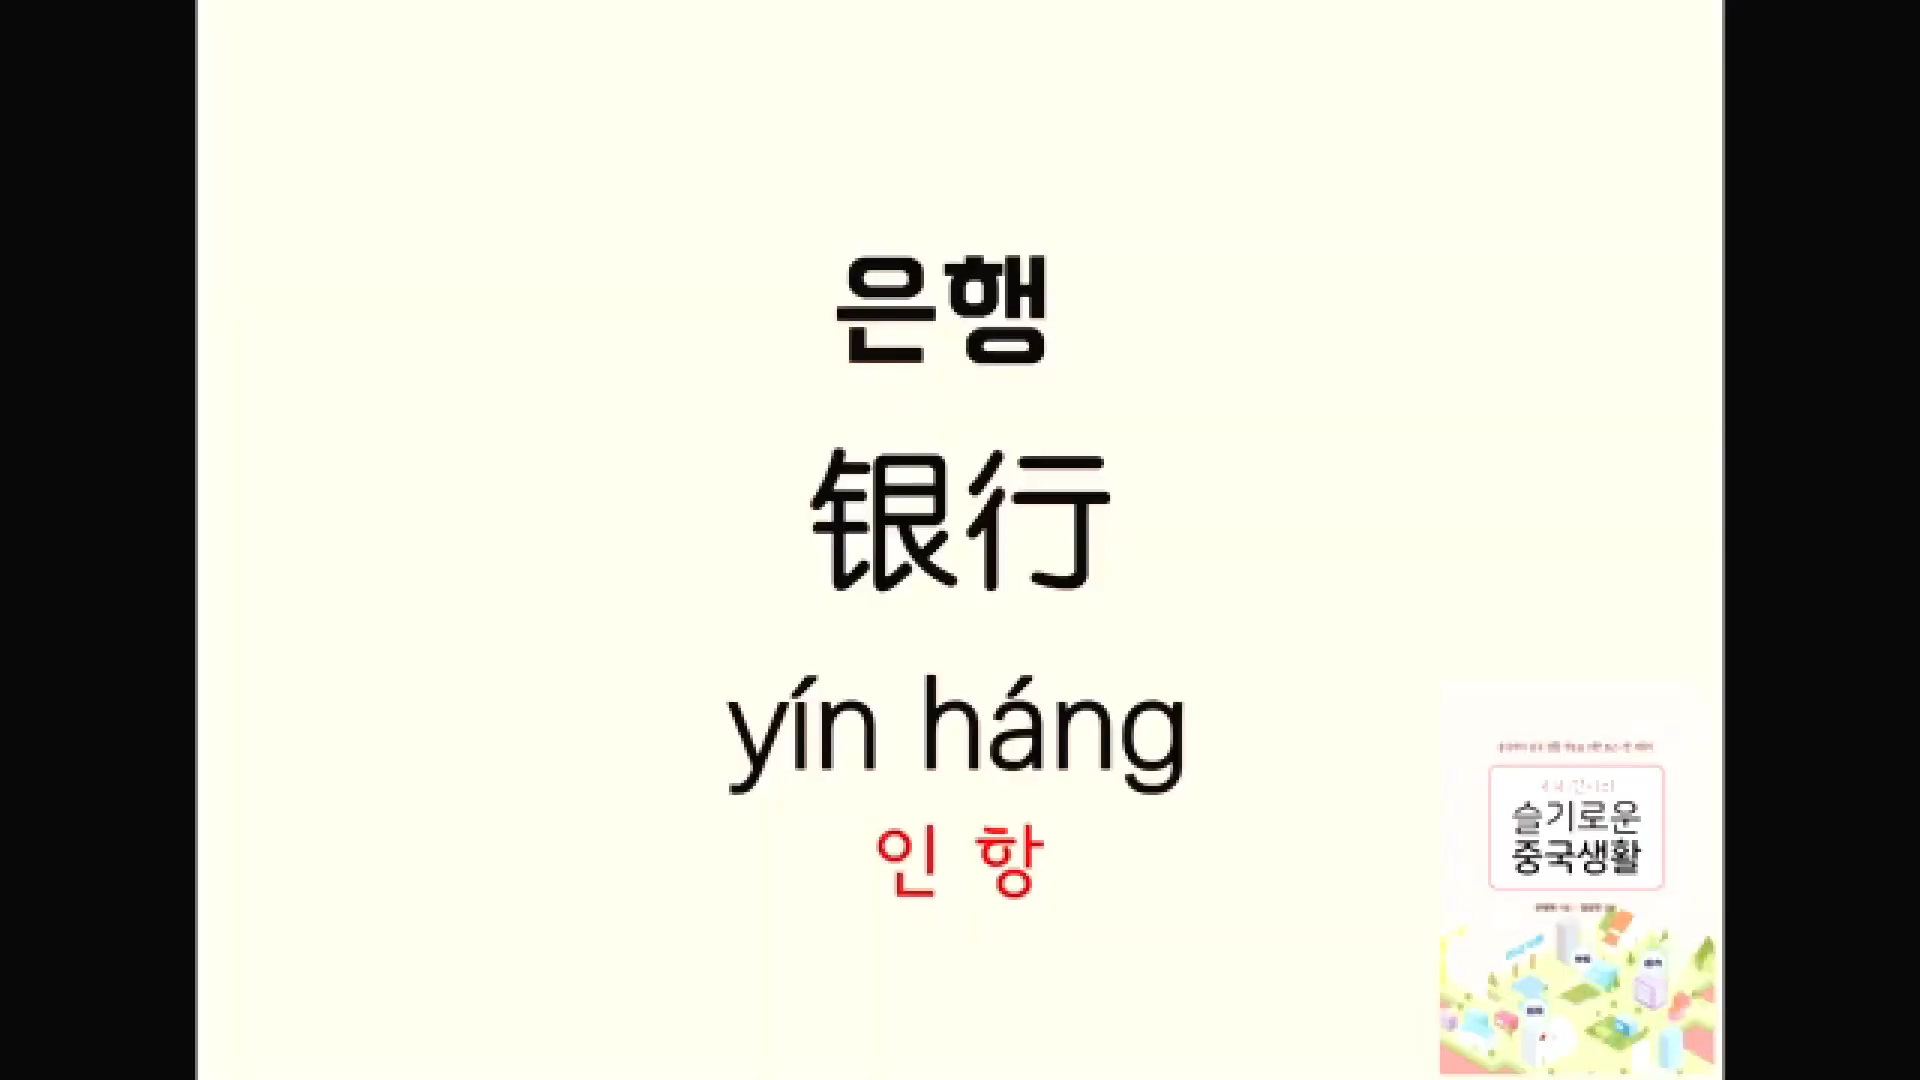 은행
银行
yín háng
인 항
슬기로운
중국생활